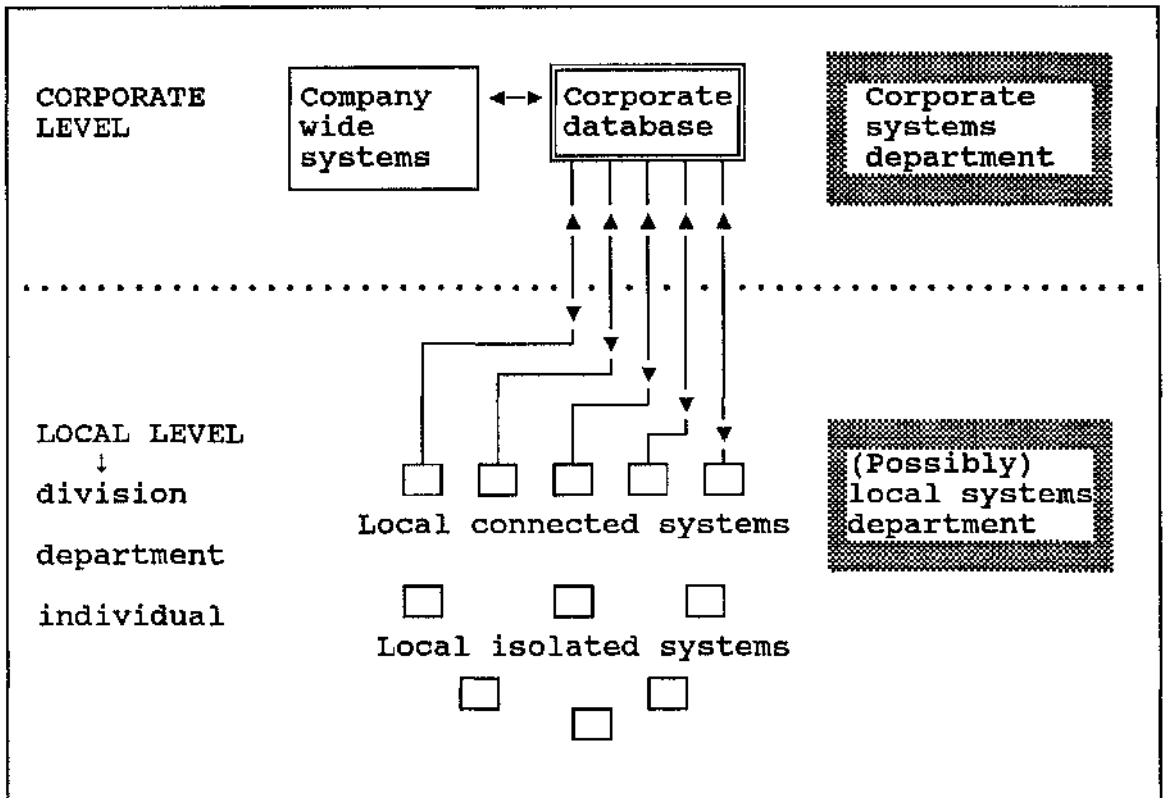 CORPORATE
LEVEL
Company
wide
systems
Corporate
database
Corporate
systems
department
LOCAL LEVEL
↓
division
department
individual
Local connected systems
(Possibly)
local systems
department
Local isolated systems